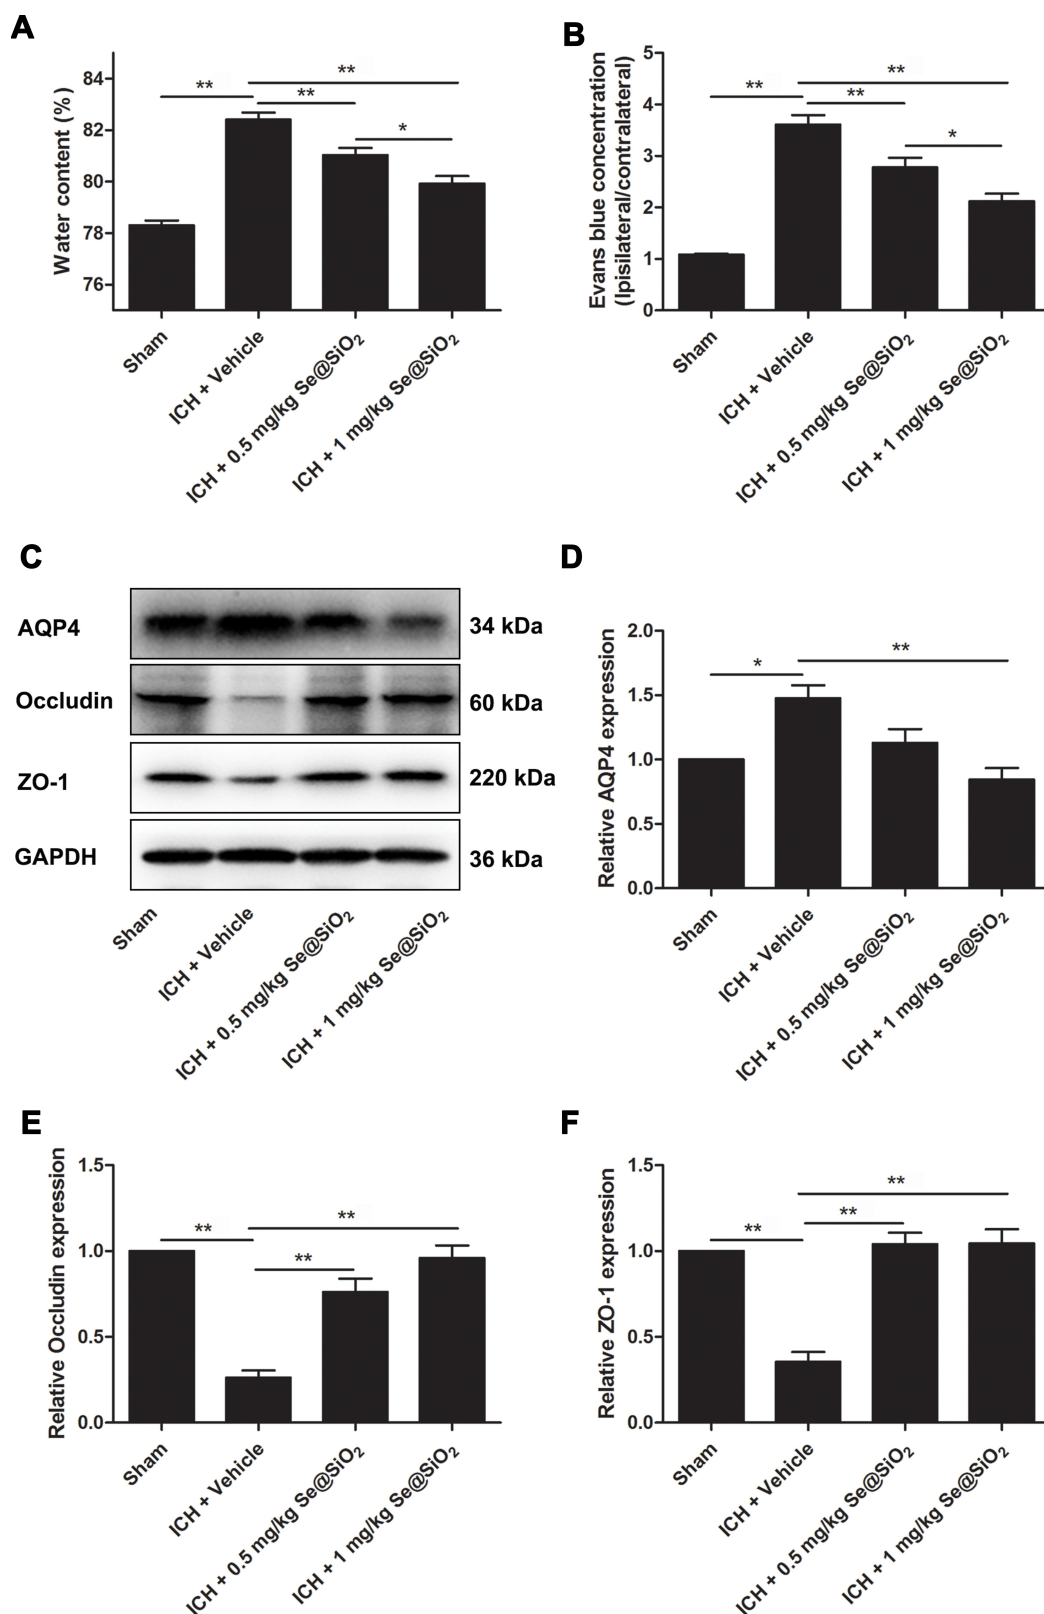 A
Water content (%)
84
82
80
78
76
**
**
**
*
Sham
ICH + Vehicle
ICH + 0.5 mg/kg Se@SiO2
ICH + 1 mg/kg Se@SiO2
B
Evans blue concentration
(Ipisilateral/contralateral)
5
4
3
2
1
0
**
**
**
*
Sham
ICH + Vehicle
ICH + 0.5 mg/kg Se@SiO2
ICH + 1 mg/kg Se@SiO2
C
AQP4
34 kDa
Occludin
60 kDa
ZO-1
220 kDa
GAPDH
36 kDa
Sham
ICH + Vehicle
ICH + 0.5 mg/kg Se@SiO2
ICH + 1 mg/kg Se@SiO2
D
Relative AQP4 expression
2.0
1.5
1.0
0.5
0.0
*
**
Sham
ICH + Vehicle
ICH + 0.5 mg/kg Se@SiO2
ICH + 1 mg/kg Se@SiO2
E
Relative Occludin expression
1.5
1.0
0.5
0.0
**
**
**
Sham
ICH + Vehicle
ICH + 0.5 mg/kg Se@SiO2
ICH + 1 mg/kg Se@SiO2
F
Relative ZO-1 expression
1.5
1.0
0.5
0.0
**
**
**
Sham
ICH + Vehicle
ICH + 0.5 mg/kg Se@SiO2
ICH + 1 mg/kg Se@SiO2